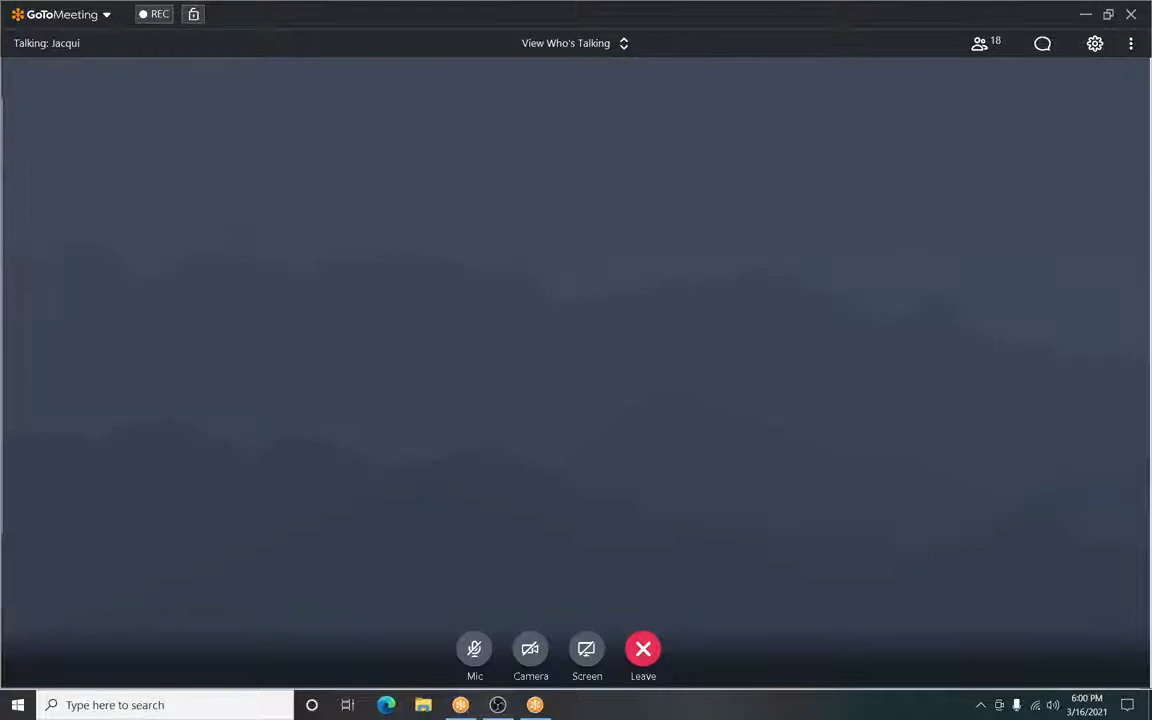 GoToMeeting
REC
Talking: Jacqui
View Who's Talking
18
Mic
Camera
Screen
Leave
Type here to search
6:00 PM
3/16/2021